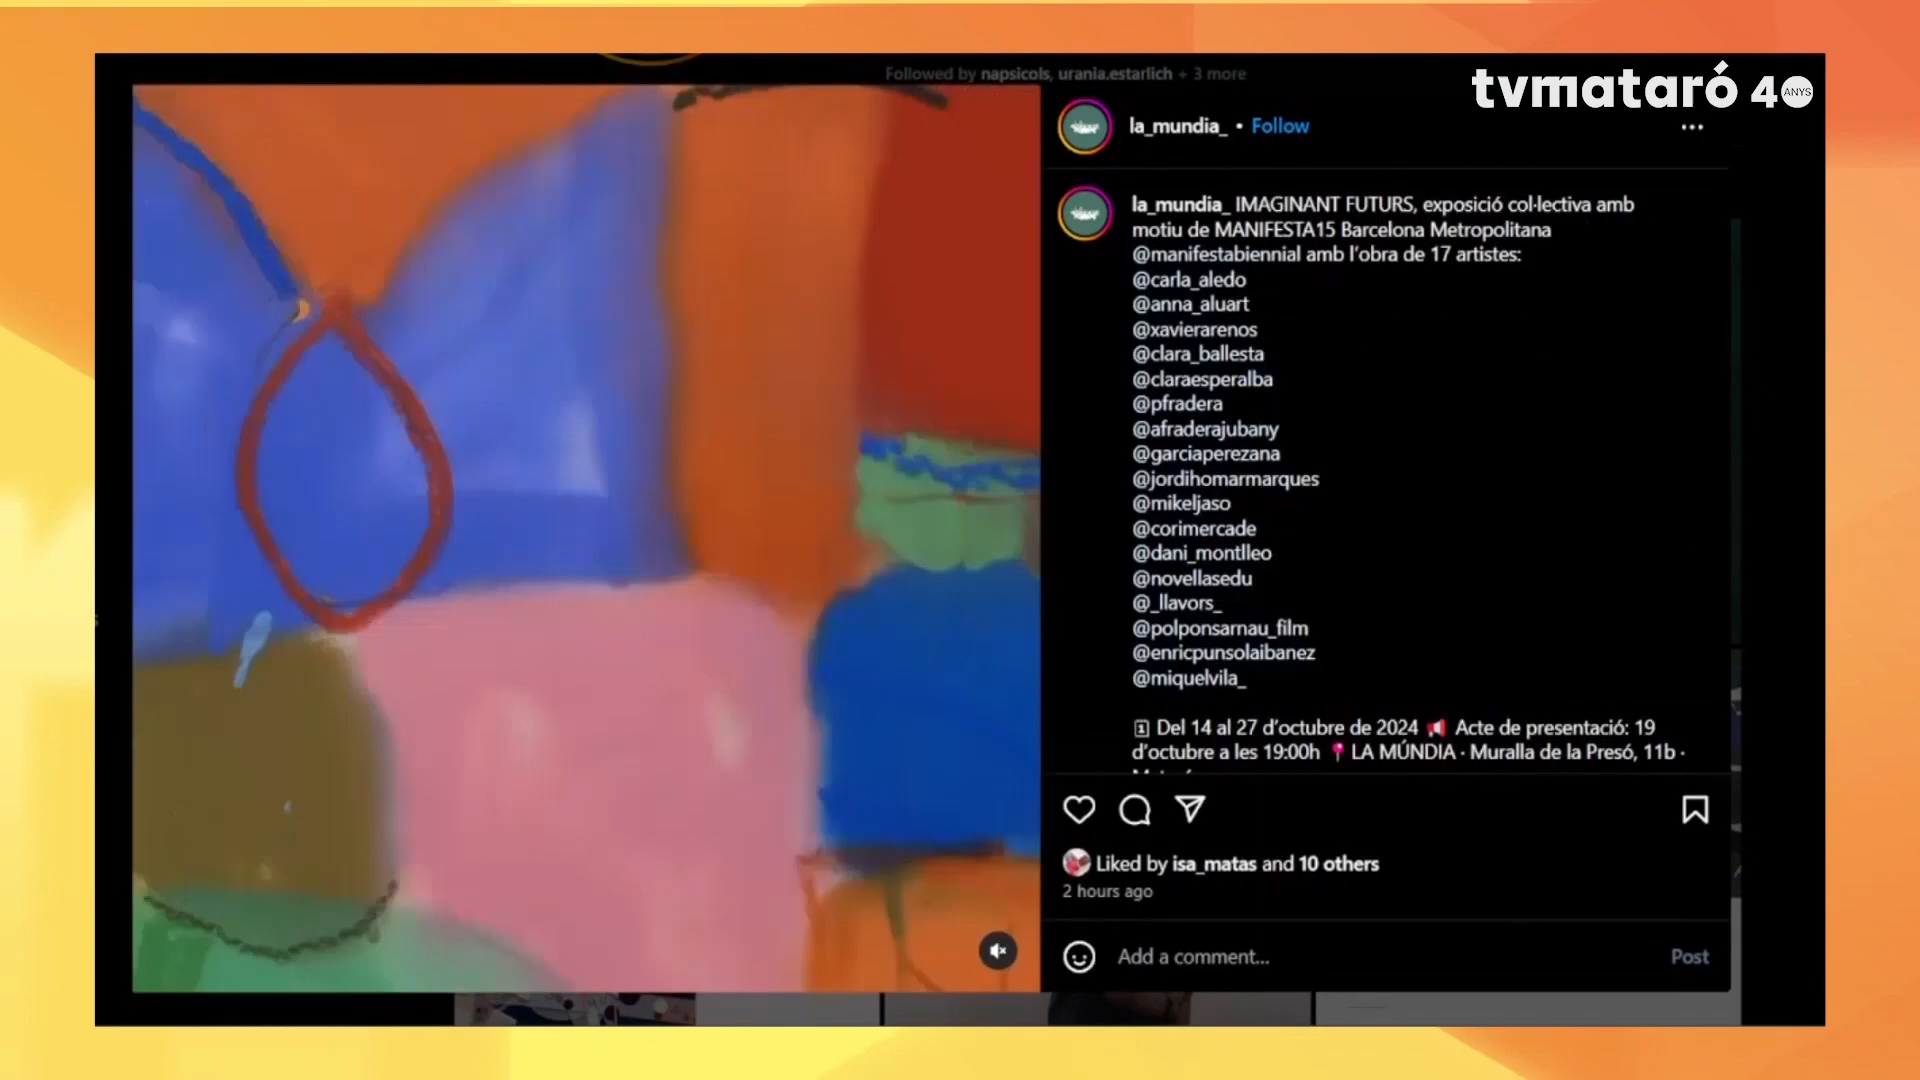 Followed by napsicols, urania.estarlich + 3 more
tvmataró 40 ANYS
la_mundia_ • Follow
la_mundia_ IMAGINANT FUTURS, exposició col·lectiva amb
motiu de MANIFESTA15 Barcelona Metropolitana
@manifestabiennial amb l'obra de 17 artistes:
@carla_aledo
@anna_aluart
@xavierarenos
@clara_ballesta
@claraesperalba
@pfradera
@afraderajubany
@garciaperezana
@jordihomarmarques
@mikeljaso
@corimercade
@dani_montlleo
@novellasedu
@_llavors_
@polponsarnau_film
@enricpunsolaibanez
@miquelvila_
Del 14 al 27 d'octubre de 2024 📢 Acte de presentació: 19
d'octubre a les 19:00h 📍 LA MÚNDIA · Muralla de la Presó, 11b ·
Liked by isa_matas and 10 others
2 hours ago
Add a comment...
Post